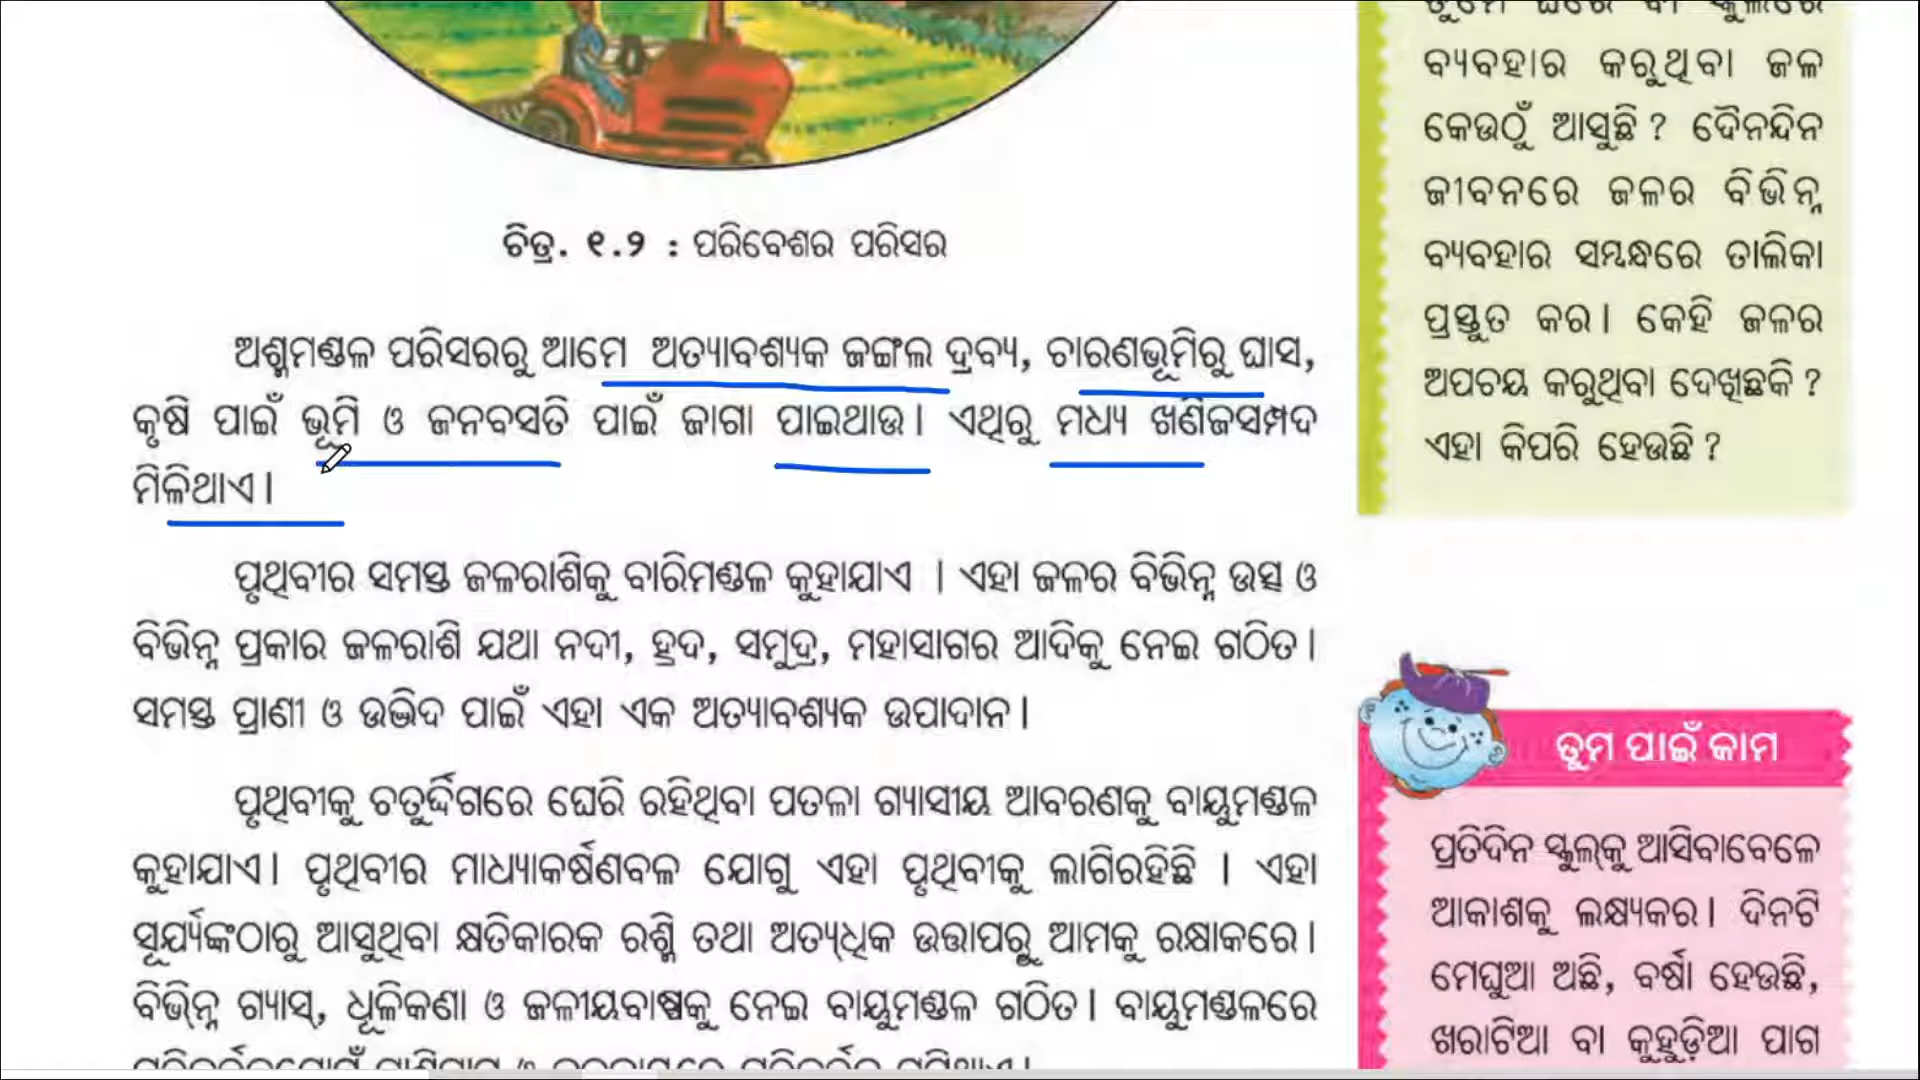 ଚିତ୍ର. ୧.୨ : ପରିବେଶର ପରିସର
ଅଶ୍ମମଣ୍ଡଳ ପରିସରରୁ ଆମେ ଅତ୍ୟାବଶ୍ୟକ ଜଙ୍ଗଲ ଦ୍ରବ୍ୟ, ଚାରଣଭୂମିରୁ ଘାସ,
କୃଷି ପାଇଁ ଭୂମି ଓ ଜନବସତି ପାଇଁ ଜାଗା ପାଇଥାଉ। ଏଥିରୁ ମଧ୍ୟ ଖଣିଜସମ୍ପଦ
ମିଳିଥାଏ।
ପୃଥିବୀର ସମସ୍ତ ଜଳରାଶିକୁ ବାରିମଣ୍ଡଳ କୁହାଯାଏ । ଏହା ଜଳର ବିଭିନ୍ନ ଉତ୍ସ ଓ
ବିଭିନ୍ନ ପ୍ରକାର ଜଳରାଶି ଯଥା ନଦୀ, ହ୍ରଦ, ସମୁଦ୍ର, ମହାସାଗର ଆଦିକୁ ନେଇ ଗଠିତ।
ସମସ୍ତ ପ୍ରାଣୀ ଓ ଉଦ୍ଭିଦ ପାଇଁ ଏହା ଏକ ଅତ୍ୟାବଶ୍ୟକ ଉପାଦାନ।
ପୃଥିବୀକୁ ଚତୁର୍ଦ୍ଦିଗରେ ଘେରି ରହିଥିବା ପତଳା ଗ୍ୟାସୀୟ ଆବରଣକୁ ବାୟୁମଣ୍ଡଳ
କୁହାଯାଏ। ପୃଥିବୀର ମାଧ୍ୟାକର୍ଷଣବଳ ଯୋଗୁ ଏହା ପୃଥିବୀକୁ ଲାଗିରହିଛି । ଏହା
ସୂର୍ଯ୍ୟଙ୍କଠାରୁ ଆସୁଥିବା କ୍ଷତିକାରକ ରଶ୍ମି ତଥା ଅତ୍ୟଧିକ ଉତ୍ତାପରୁ ଆମକୁ ରକ୍ଷାକରେ।
ବିଭିନ୍ନ ଗ୍ୟାସ୍, ଧୂଳିକଣା ଓ ଜଳୀୟବାଷ୍ପକୁ ନେଇ ବାୟୁମଣ୍ଡଳ ଗଠିତ। ବାୟୁମଣ୍ଡଳରେ
ତୁମେ ଘରେ ବା ସ୍କୁଲରେ
ବ୍ୟବହାର କରୁଥିବା ଜଳ
କେଉଠୁଁ ଆସୁଛି ? ଦୈନନ୍ଦିନ
ଜୀବନରେ ଜଳର ବିଭିନ୍ନ
ବ୍ୟବହାର ସମ୍ବନ୍ଧରେ ତାଲିକା
ପ୍ରସ୍ତୁତ କର। କେହି ଜଳର
ଅପଚୟ କରୁଥିବା ଦେଖିଛକି ?
ଏହା କିପରି ହେଉଛି ?
ତୁମ ପାଇଁ କାମ
ପ୍ରତିଦିନ ସ୍କୁଲ୍‌କୁ ଆସିବାବେଳେ
ଆକାଶକୁ ଲକ୍ଷ୍ୟକର। ଦିନଟି
ମେଘୁଆ ଅଛି, ବର୍ଷା ହେଉଛି,
ଖରାଟିଆ ବା କୁହୁଡ଼ିଆ ପାଗ